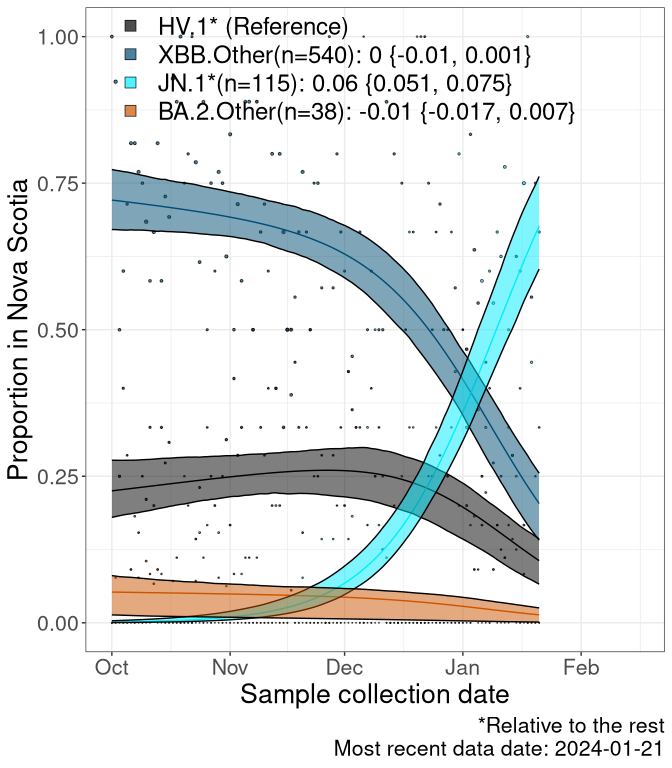 HV.1* (Reference)
XBB.Other(n=540): 0 {-0.01, 0.001}
JN.1*(n=115): 0.06 {0.051, 0.075}
BA.2.Other(n=38): -0.01 {-0.017, 0.007}
1.00
0.75
0.50
0.25
0.00
Proportion in Nova Scotia
Oct Nov Dec Jan Feb
Sample collection date
*Relative to the rest
Most recent data date: 2024-01-21